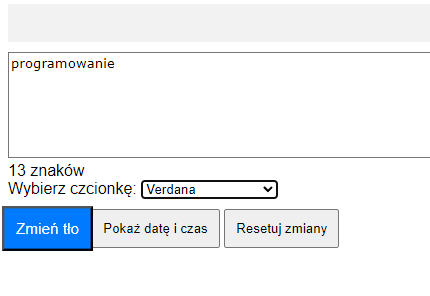 programowanie
13 znaków
Wybierz czcionkę: Verdana
Zmień tło Pokaż datę i czas Resetuj zmiany